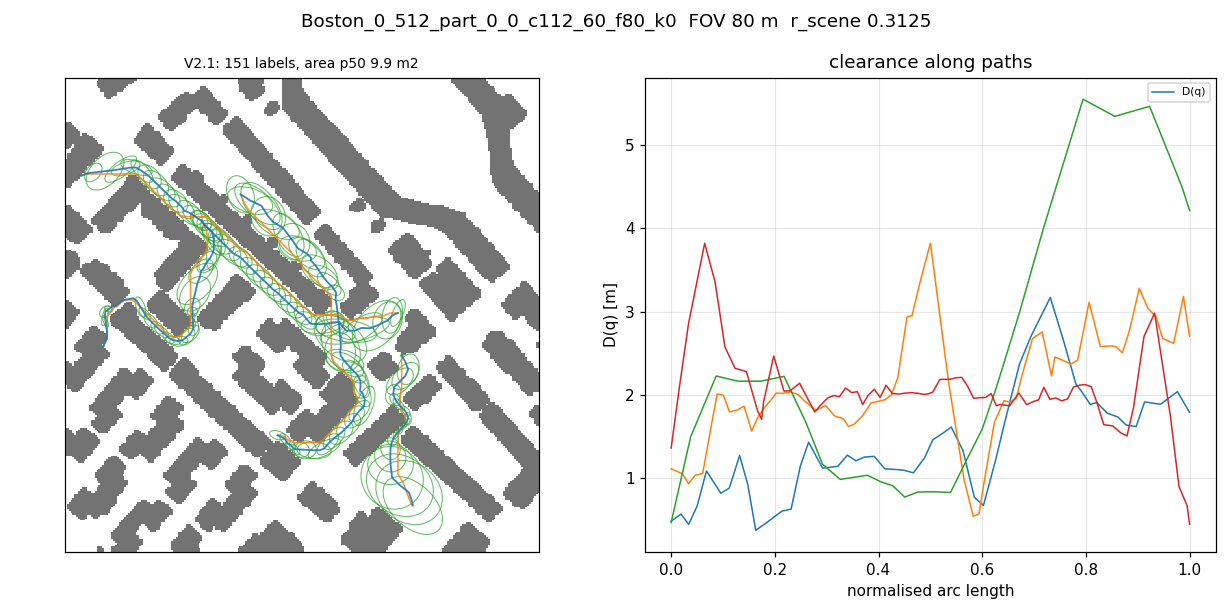 Boston_0_512_part_0_0_c112_60_f80_k0 FOV 80 m r_scene 0.3125
V2.1: 151 labels, area p50 9.9 m2
clearance along paths
D(q)
5
4
3
2
1
D(q) [m]
0.0 0.2 0.4 0.6 0.8 1.0
normalised arc length